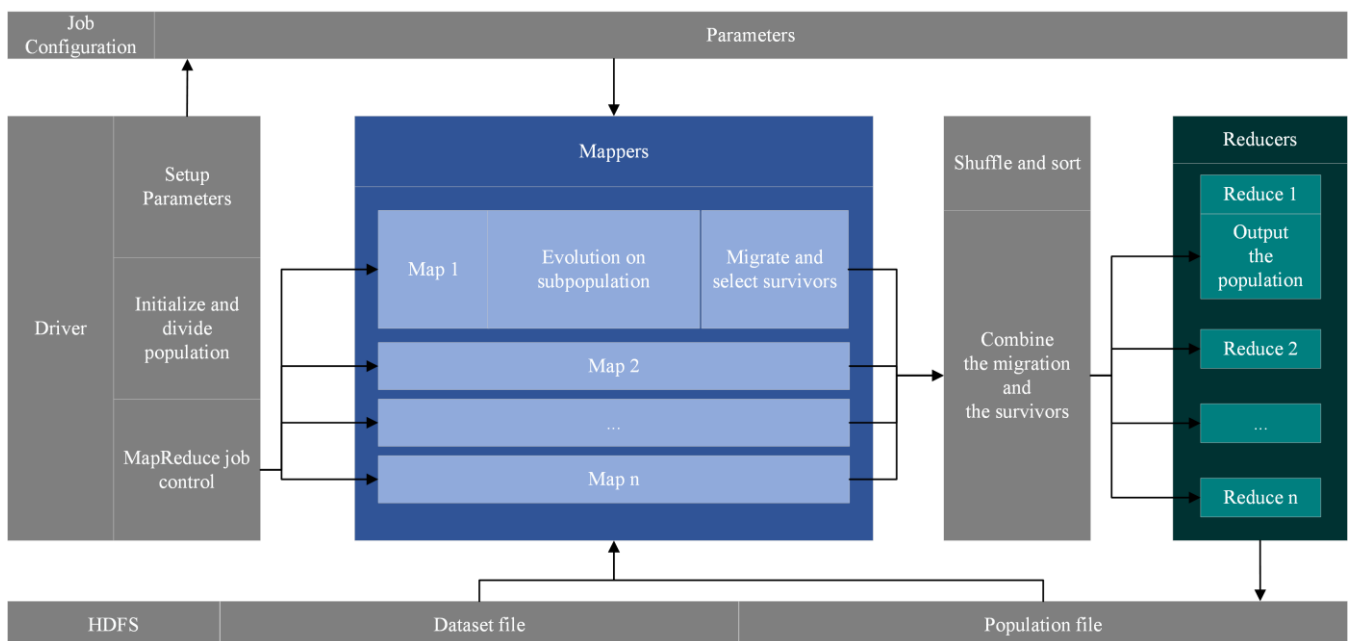 Job
Configuration
Parameters
Driver
Setup
Parameters
Initialize and
divide
population
MapReduce job
control
Mappers
Map 1
Evolution on
subpopulation
Migrate and
select survivors
Map 2
...
Map n
Shuffle and sort
Combine
the migration
and
the survivors
Reducers
Reduce 1
Output
the
population
Reduce 2
...
Reduce n
HDFS
Dataset file
Population file